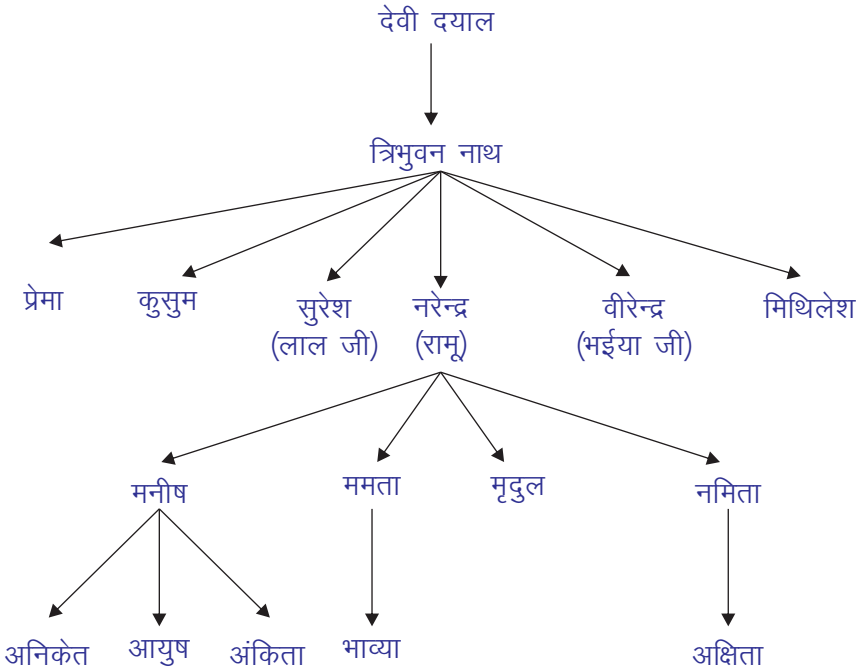 देवी दयाल
त्रिभुवन नाथ
प्रेमा
कुसुम
सुरेश
(लाल जी)
नरेन्द्र
(रामू)
वीरेन्द्र
(भईया जी)
मिथिलेश
मनीष
ममता
मृदुल
नमिता
अनिकेत
आयुष
अंकिता
भाव्या
अक्षिता